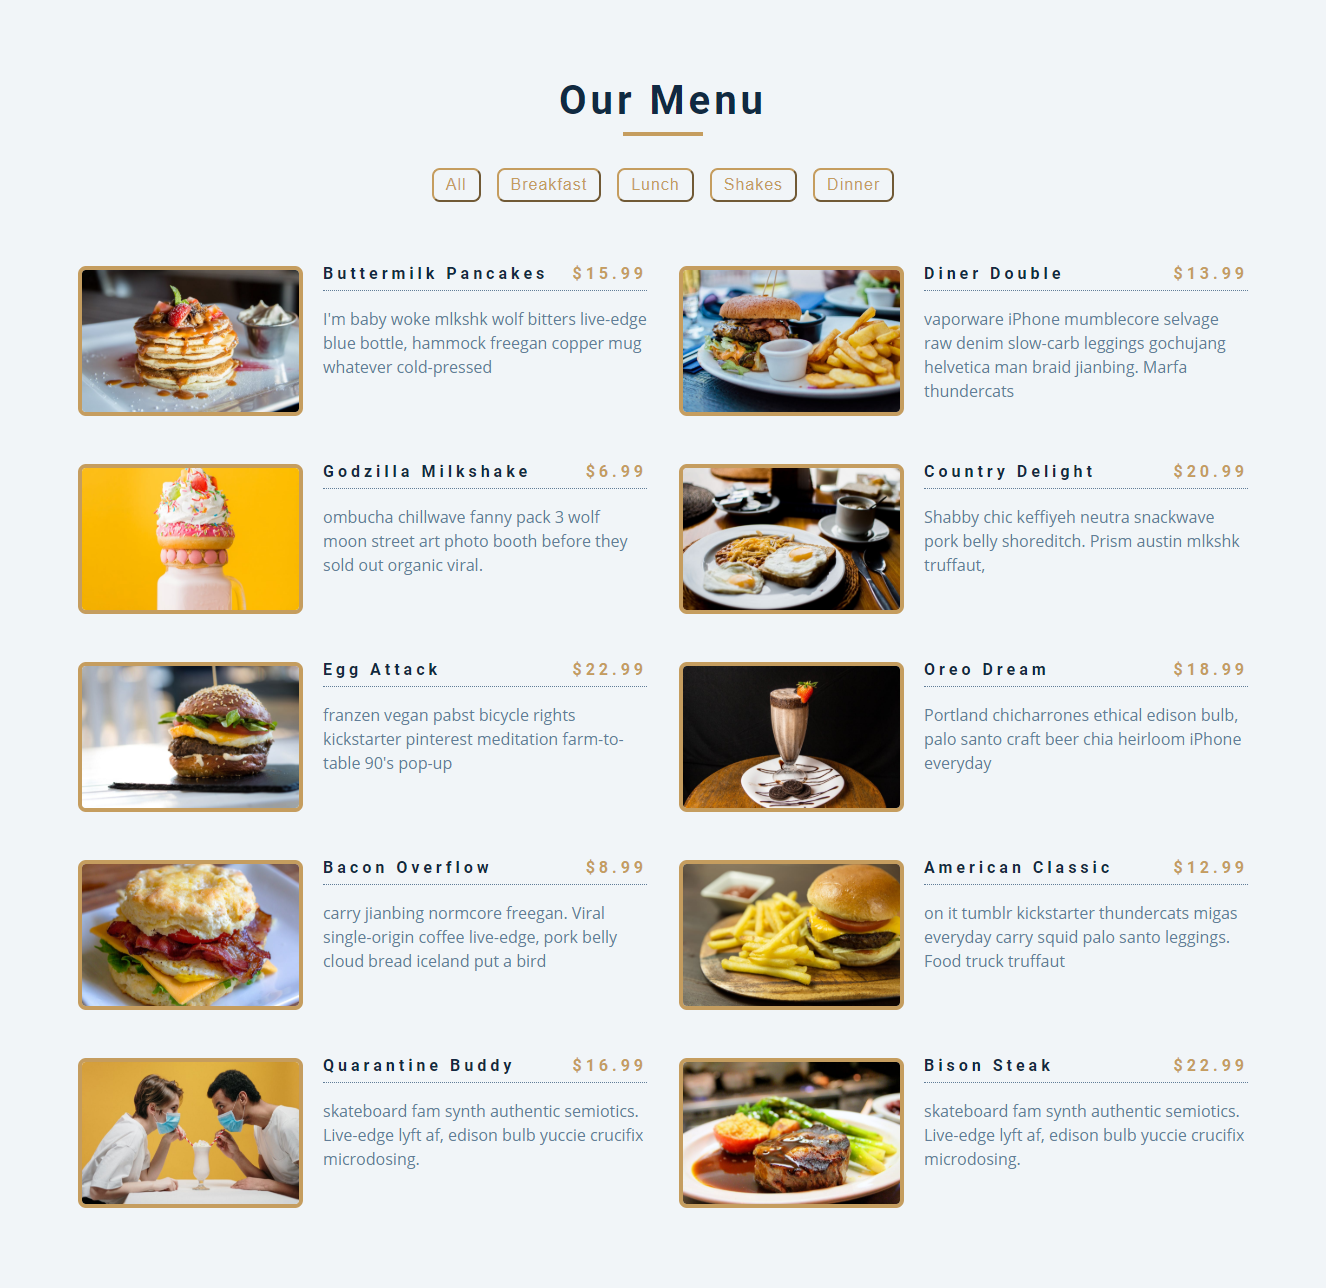 Our Menu
All
Breakfast
Lunch
Shakes
Dinner
Buttermilk Pancakes $15.99
I'm baby woke mlkshk wolf bitters live-edge
blue bottle, hammock freegan copper mug
whatever cold-pressed
Diner Double $13.99
vaporware iPhone mumblecore selvage
raw denim slow-carb leggings gochujang
helvetica man braid jianbing. Marfa
thundercats
Godzilla Milkshake $6.99
ombucha chillwave fanny pack 3 wolf
moon street art photo booth before they
sold out organic viral.
Country Delight $20.99
Shabby chic keffiyeh neutra snackwave
pork belly shoreditch. Prism austin mlkshk
truffaut,
Egg Attack $22.99
franzen vegan pabst bicycle rights
kickstarter pinterest meditation farm-to-
table 90's pop-up
Oreo Dream $18.99
Portland chicharrones ethical edison bulb,
palo santo craft beer chia heirloom iPhone
everyday
Bacon Overflow $8.99
carry jianbing normcore freegan. Viral
single-origin coffee live-edge, pork belly
cloud bread iceland put a bird
American Classic $12.99
on it tumblr kickstarter thundercats migas
everyday carry squid palo santo leggings.
Food truck truffaut
Quarantine Buddy $16.99
skateboard fam synth authentic semiotics.
Live-edge lyft af, edison bulb yuccie crucifix
microdosing.
Bison Steak $22.99
skateboard fam synth authentic semiotics.
Live-edge lyft af, edison bulb yuccie crucifix
microdosing.